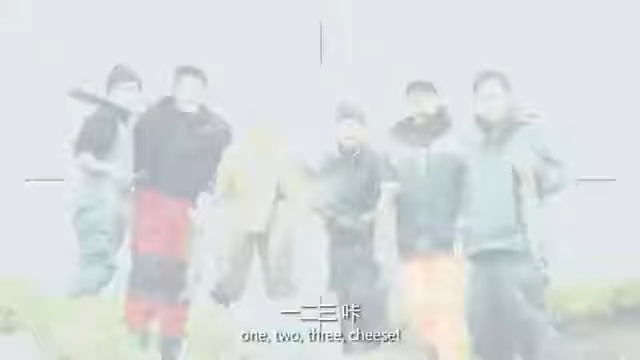 一二三 咔
one, two, three, cheese!